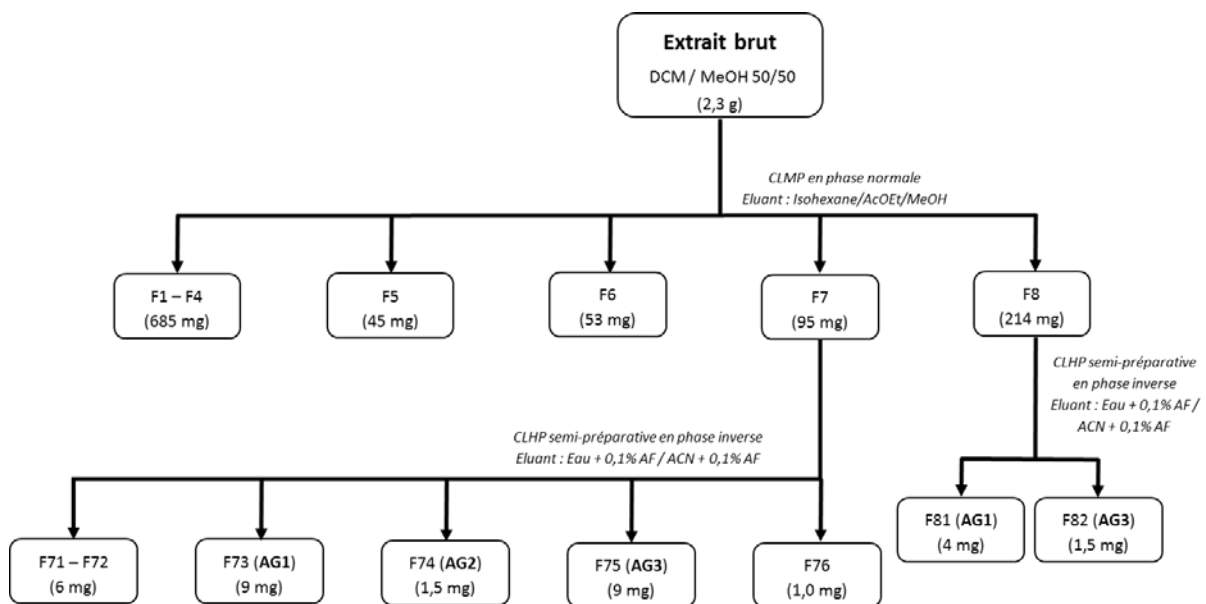 Extrait brut
DCM / MeOH 50/50
(2,3 g)
CLMP en phase normale
Eluant : Isohexane/AcOEt/MeOH
F1 – F4
(685 mg)
F5
(45 mg)
F6
(53 mg)
F7
(95 mg)
F8
(214 mg)
CLHP semi-préparative
en phase inverse
Eluant : Eau + 0,1% AF /
ACN + 0,1% AF
CLHP semi-préparative en phase inverse
Eluant : Eau + 0,1% AF / ACN + 0,1% AF
F71 – F72
(6 mg)
F73 (AG1)
(9 mg)
F74 (AG2)
(1,5 mg)
F75 (AG3)
(9 mg)
F76
(1,0 mg)
F81 (AG1)
(4 mg)
F82 (AG3)
(1,5 mg)